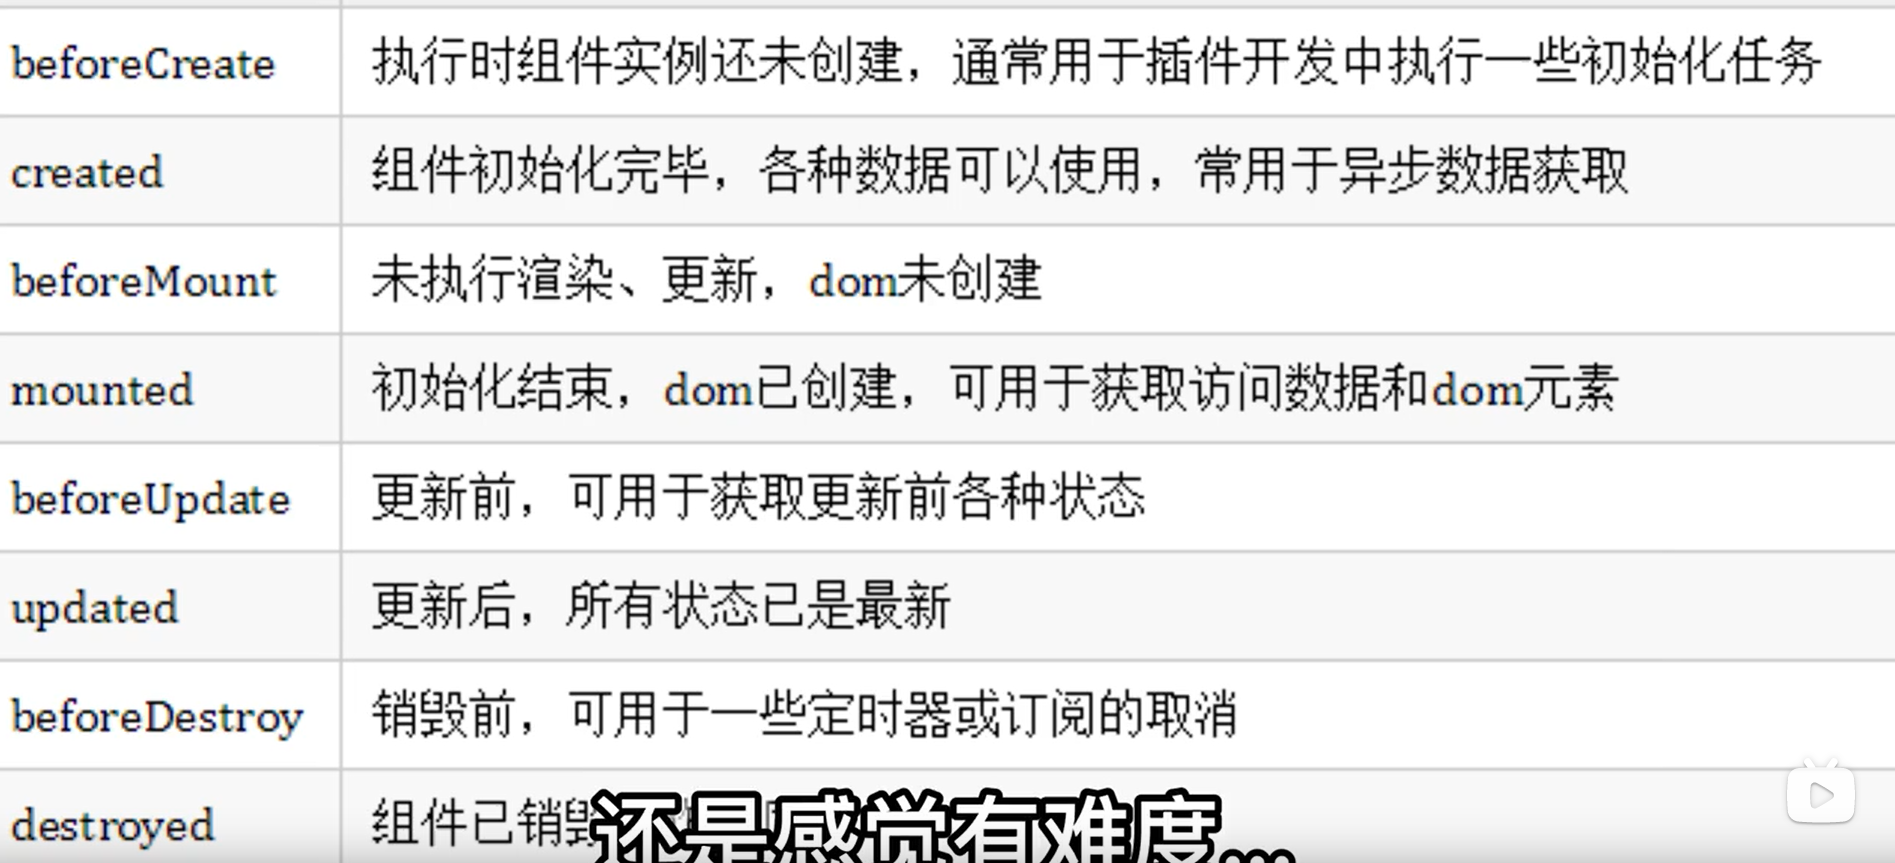 beforeCreate 执行时组件实例还未创建，通常用于插件开发中执行一些初始化任务
created 组件初始化完毕，各种数据可以使用，常用于异步数据获取
beforeMount 未执行渲染、更新，dom未创建
mounted 初始化结束，dom已创建，可用于获取访问数据和dom元素
beforeUpdate 更新前，可用于获取更新前各种状态
updated 更新后，所有状态已是最新
beforeDestroy 销毁前，可用于一些定时器或订阅的取消
destroyed 组件已销毁
还是感觉有难度...